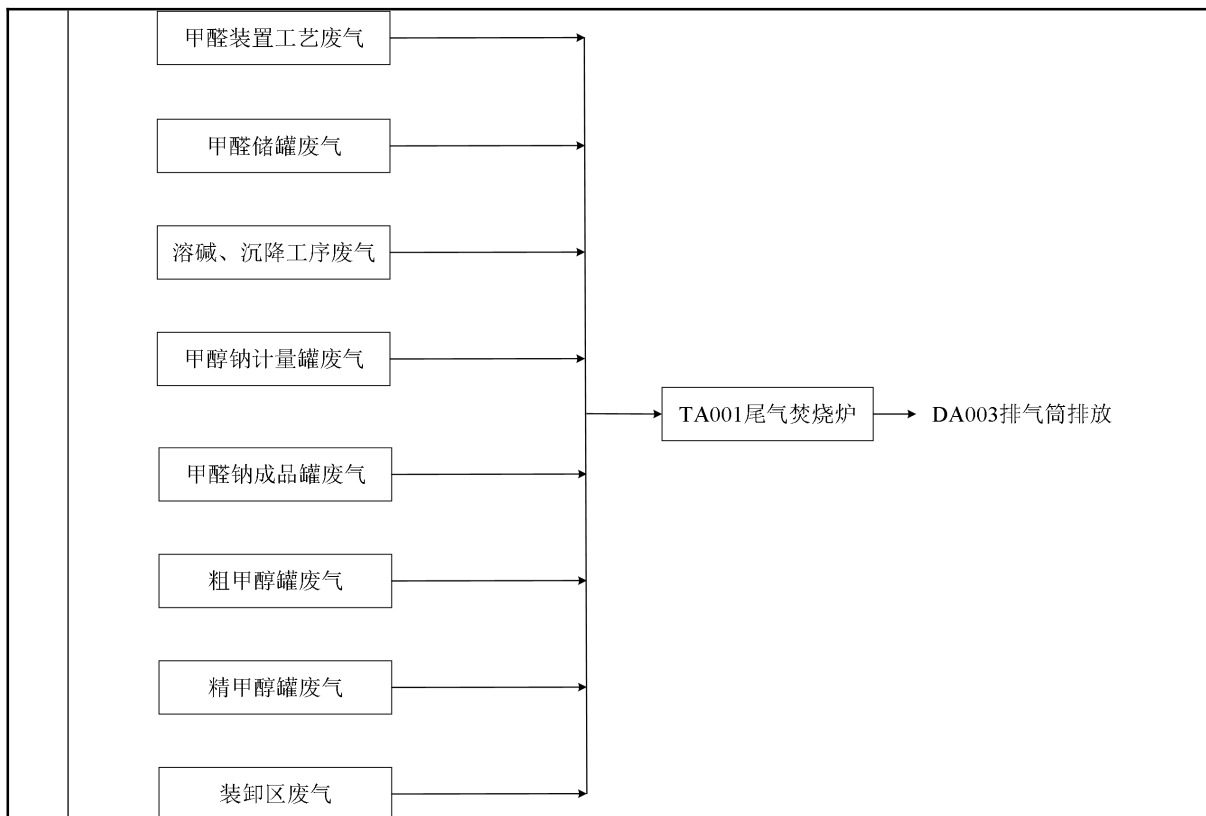 甲醛装置工艺废气
甲醛储罐废气
溶碱、沉降工序废气
甲醇钠计量罐废气
TA001尾气焚烧炉
DA003排气筒排放
甲醛钠成品罐废气
粗甲醇罐废气
精甲醇罐废气
装卸区废气